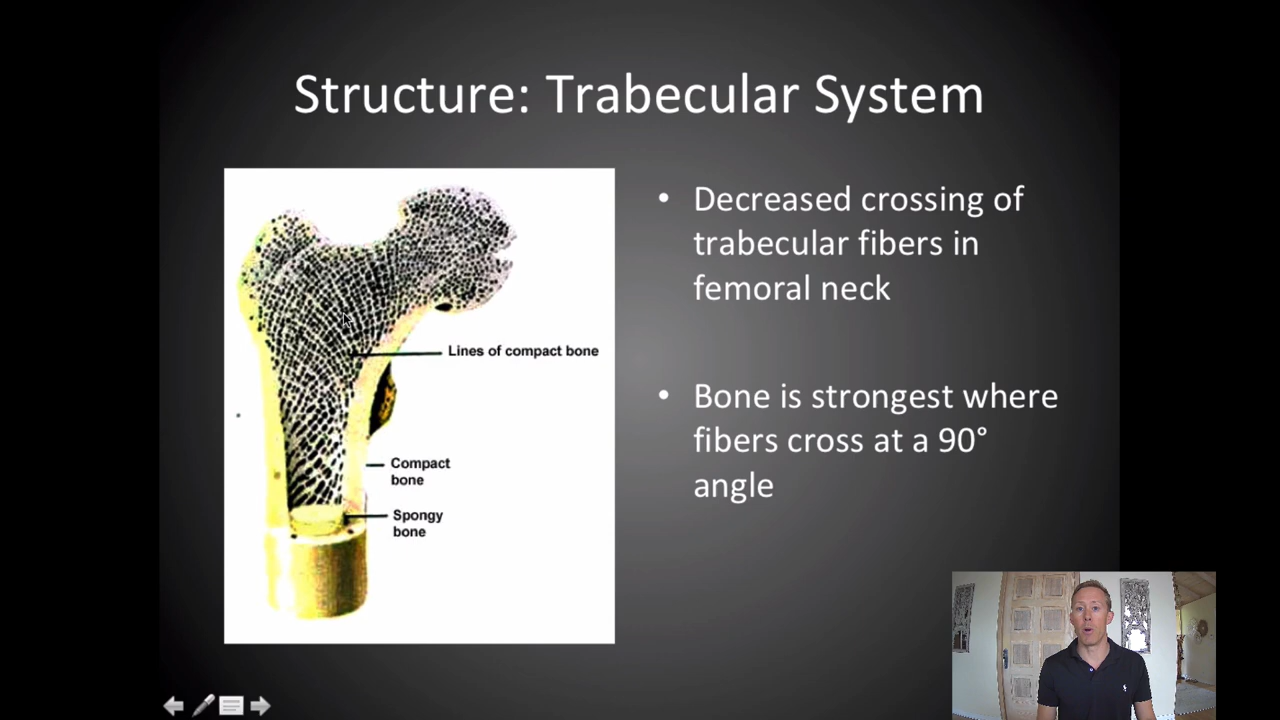 Structure: Trabecular System
• Decreased crossing of
trabecular fibers in
femoral neck
• Bone is strongest where
fibers cross at a 90°
angle
Lines of compact bone
Compact
bone
Spongy
bone